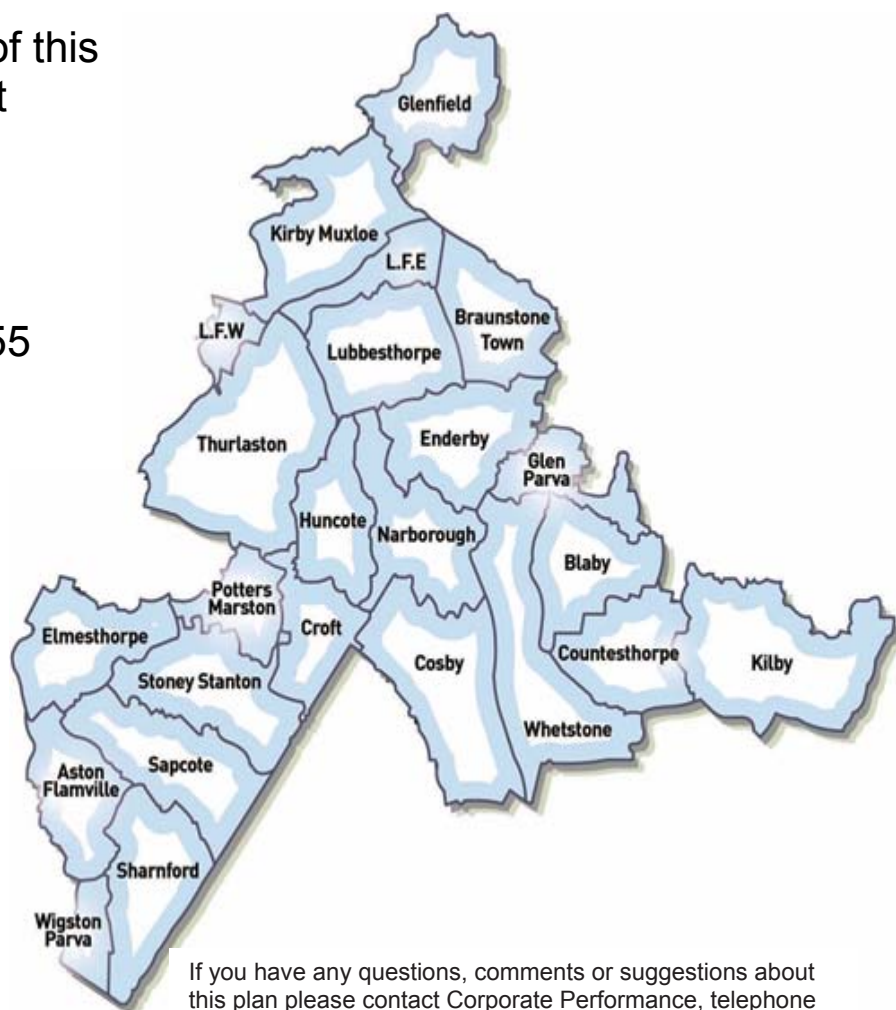 of this
t
55
Glenfield
Kirby Muxloe
L.F.E
L.F.W
Braunstone
Town
Lubbesthorpe
Thurlaston
Enderby
Glen
Parva
Huncote
Narborough
Blaby
Potters
Marston
Elmesthorpe
Croft
Cosby
Countesthorpe
Kilby
Stoney Stanton
Whetstone
Aston
Flamville
Sapcote
Sharnford
Wigston
Parva
If you have any questions, comments or suggestions about
this plan please contact Corporate Performance, telephone